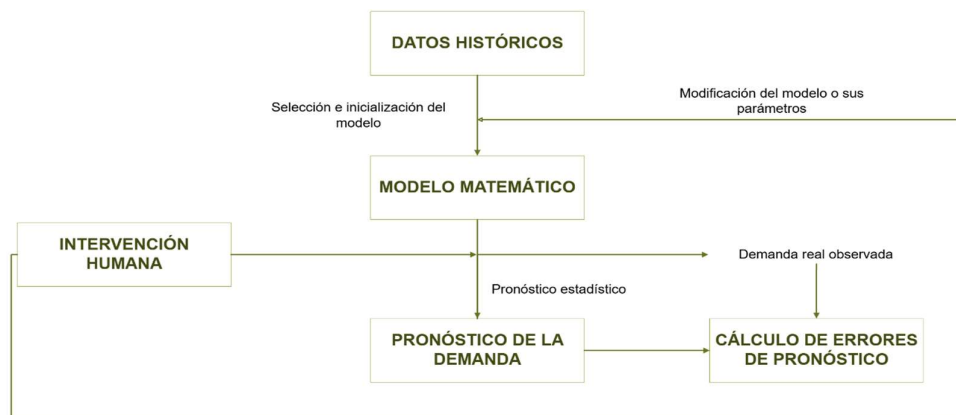 DATOS HISTÓRICOS
Selección e inicialización del
modelo
Modificación del modelo o sus
parámetros
MODELO MATEMÁTICO
INTERVENCIÓN
HUMANA
Demanda real observada
Pronóstico estadístico
PRONÓSTICO DE LA
DEMANDA
CÁLCULO DE ERRORES
DE PRONÓSTICO